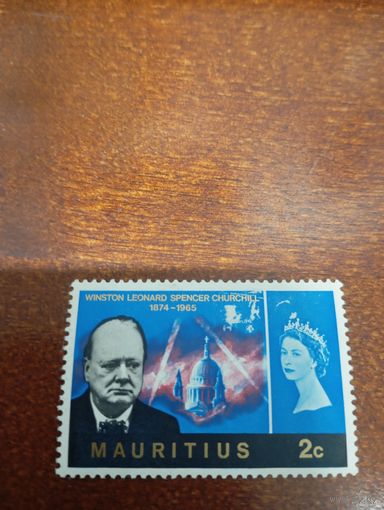 WINSTON LEONARD SPENCER CHURCHILL
1874-1965
MAURITIUS 2c